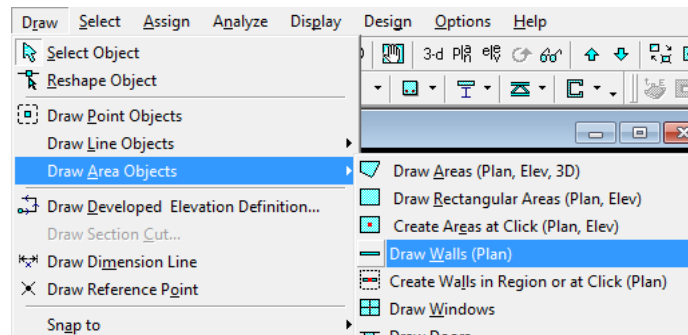 Draw Select Assign Analyze Display Design Options Help
Select Object
3-d
Reshape Object
Draw Point Objects
Draw Line Objects
Draw Area Objects
Draw Developed Elevation Definition...
Draw Section Cut...
Draw Dimension Line
Draw Reference Point
Snap to
Draw Areas (Plan, Elev, 3D)
Draw Rectangular Areas (Plan, Elev)
Create Areas at Click (Plan, Elev)
Draw Walls (Plan)
Create Walls in Region or at Click (Plan)
Draw Windows
Draw Doors